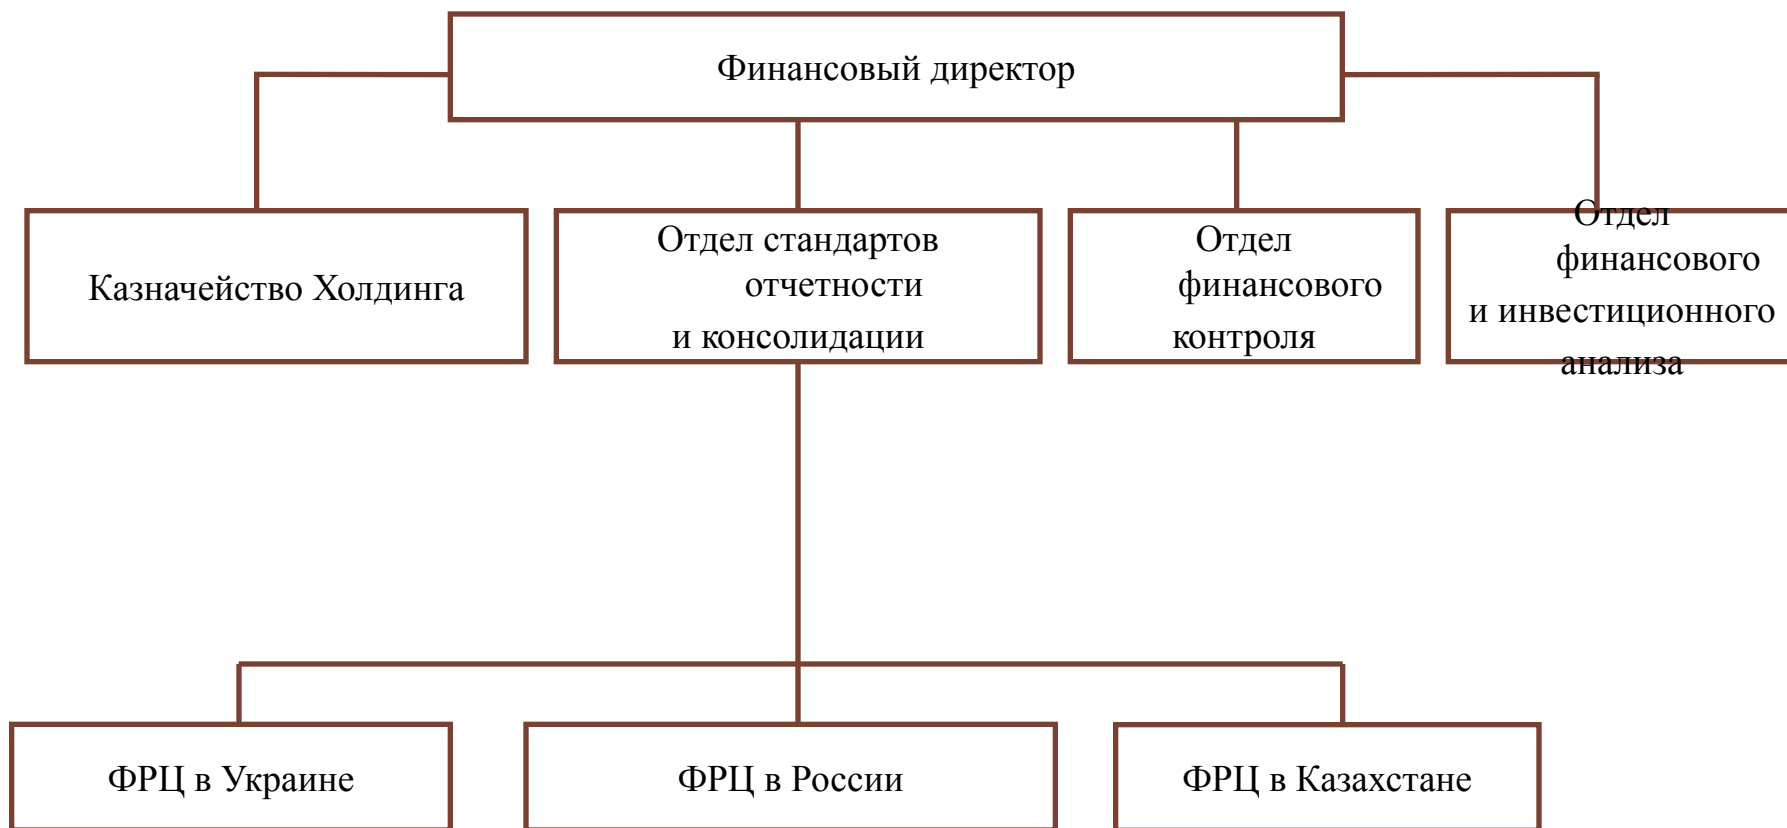 Финансовый директор
Казначейство Холдинга
Отдел стандартов
отчетности
и консолидации
Отдел
финансового
контроля
Отдел
финансового
и инвестиционного
анализа
ФРЦ в Украине
ФРЦ в России
ФРЦ в Казахстане